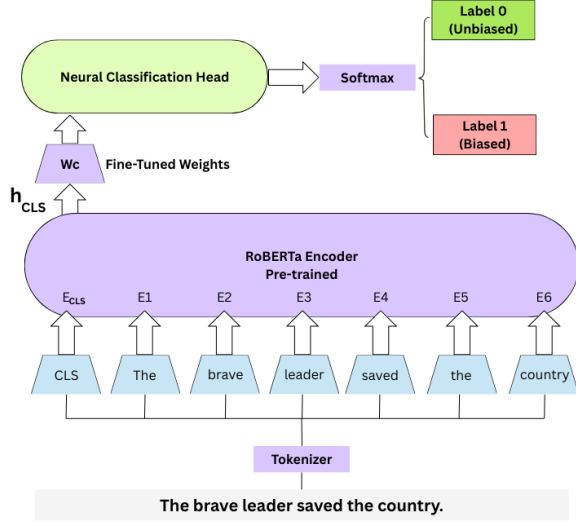 Label 0
(Unbiased)
Neural Classification Head
Softmax
Label 1
(Biased)
Wc
Fine-Tuned Weights
hCLS
RoBERTa Encoder
Pre-trained
ECLS E1 E2 E3 E4 E5 E6
CLS The brave leader saved the country
Tokenizer
The brave leader saved the country.